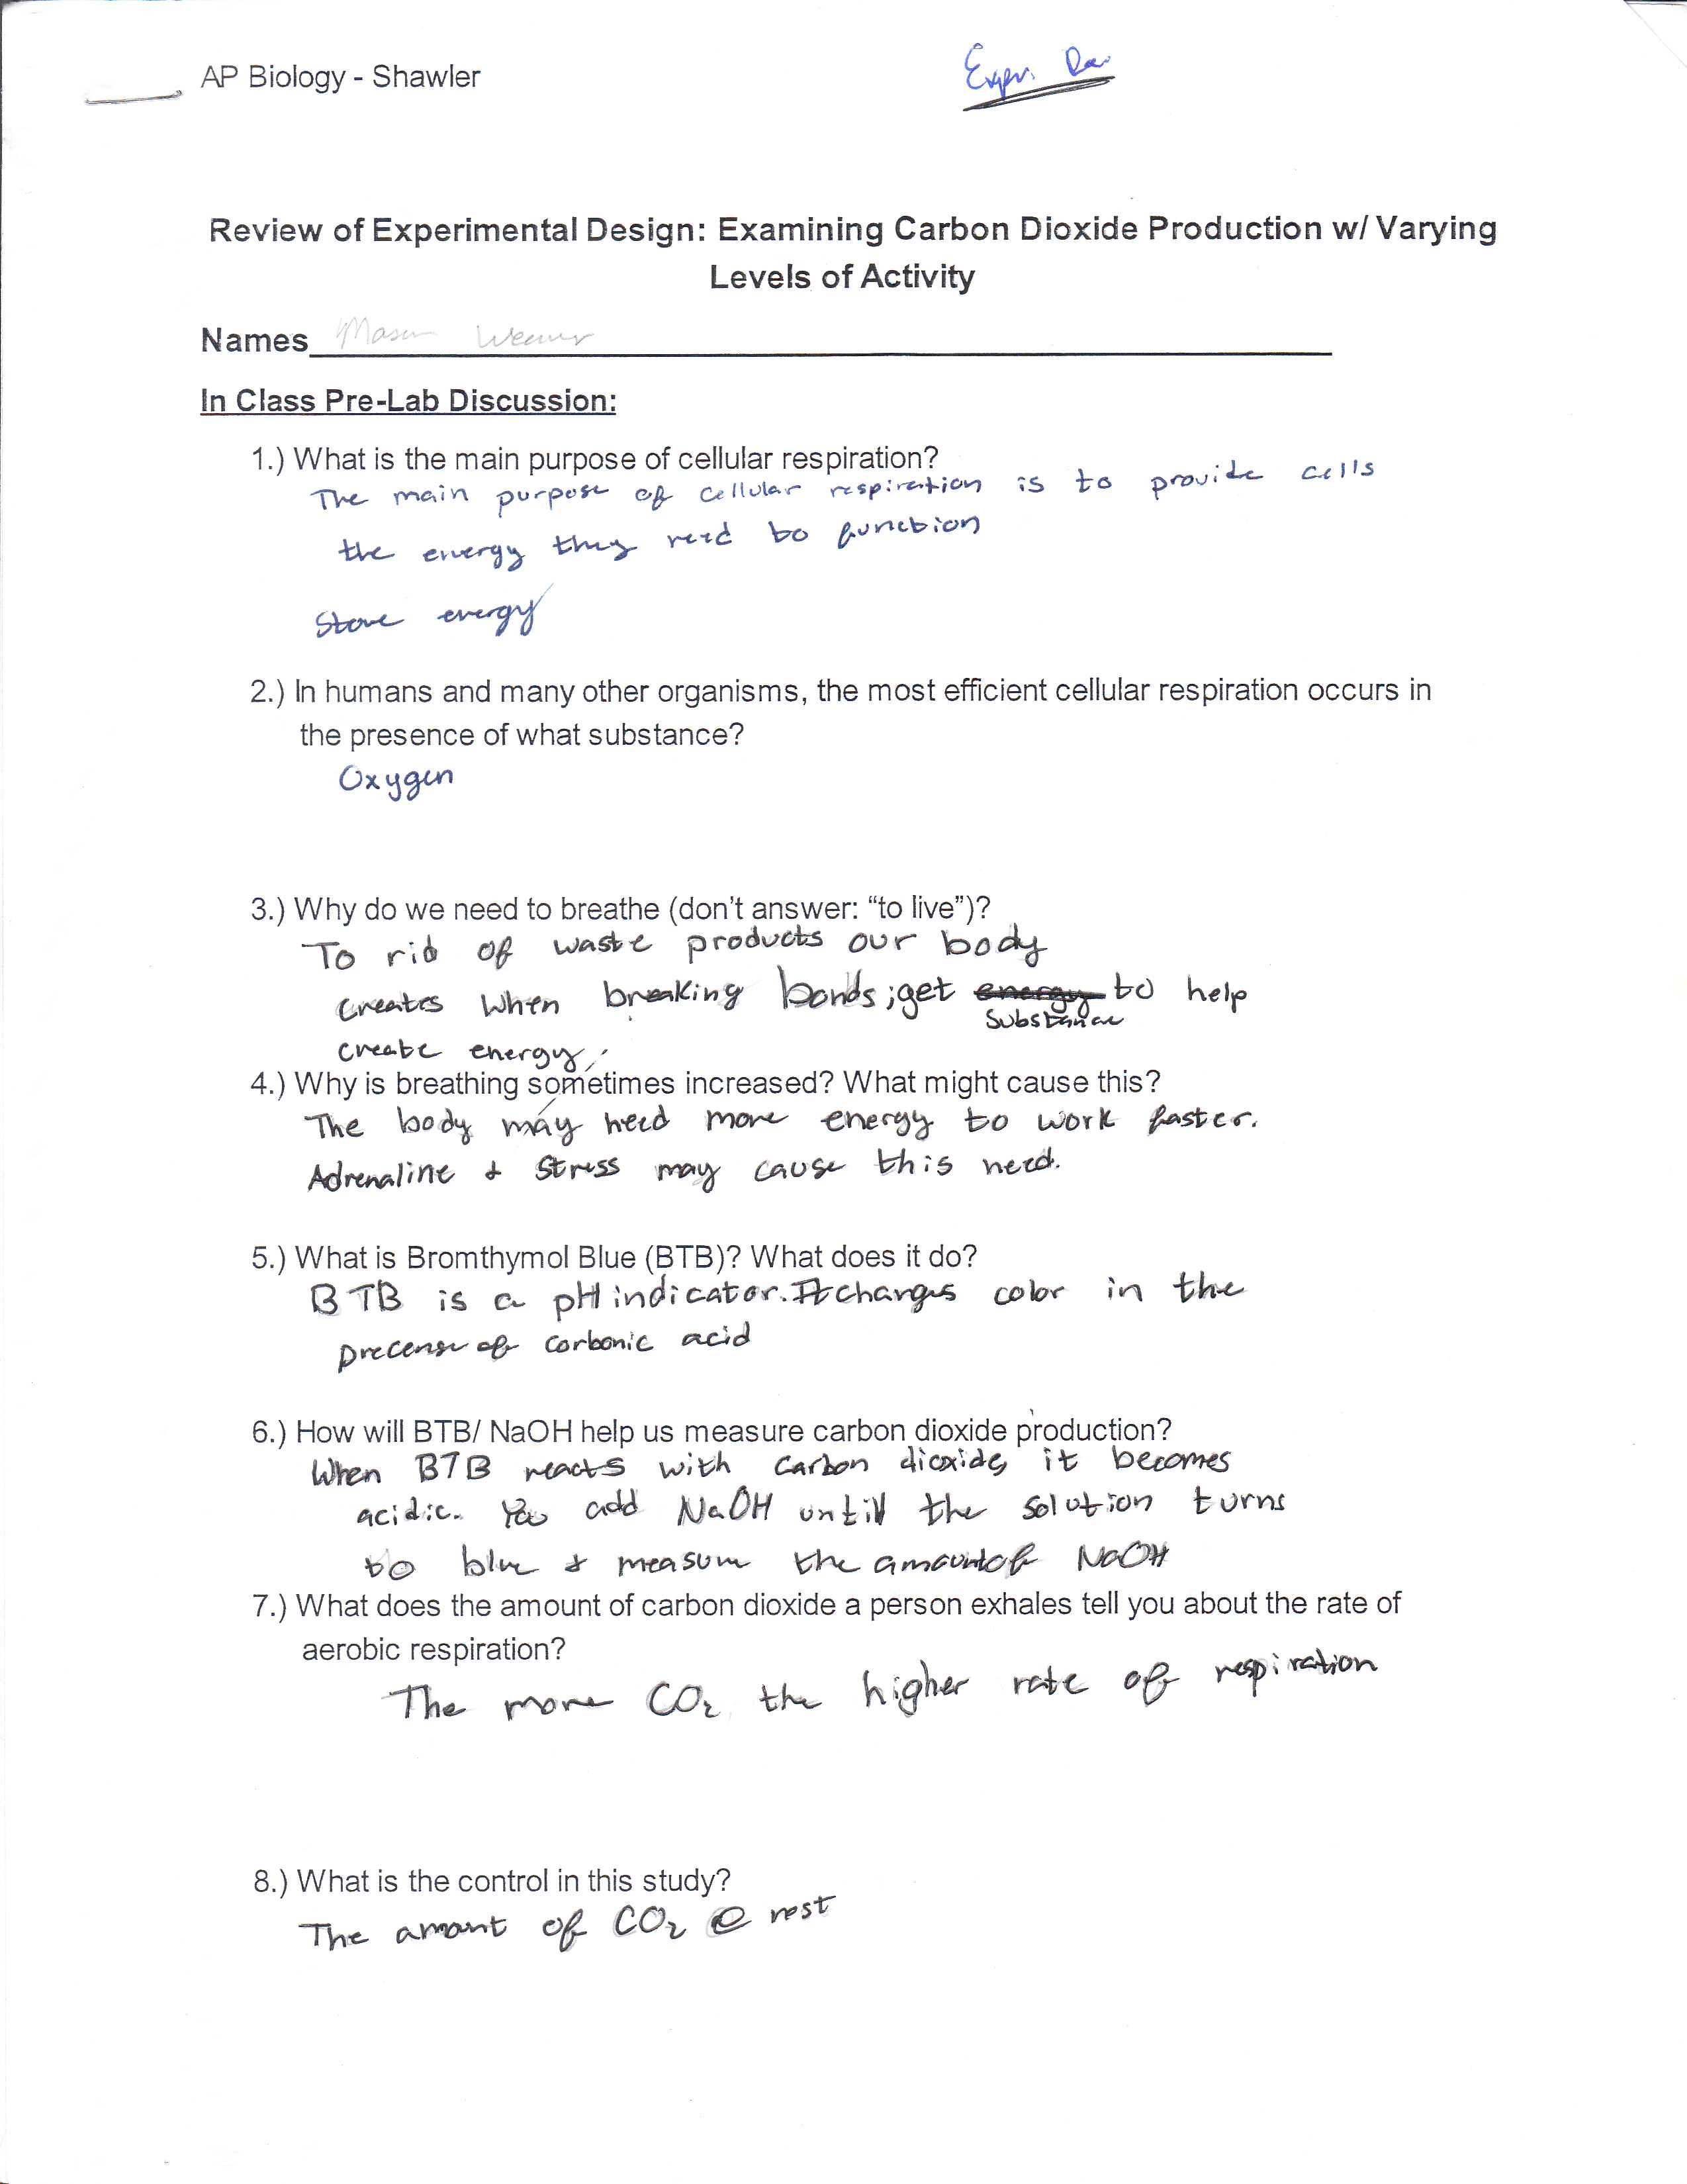 AP Biology - Shawler
Exper.
Review of Experimental Design: Examining Carbon Dioxide Production w/ Varying
Levels of Activity
Names Mason Weaver
In Class Pre-Lab Discussion:
1.) What is the main purpose of cellular respiration?
The main purpose of cellular respiration is to provide cells
the energy they need to function
Store energy
2.) In humans and many other organisms, the most efficient cellular respiration occurs in
the presence of what substance?
Oxygen
3.) Why do we need to breathe (don't answer: "to live")?
To rid of waste products our body
creates when breaking bonds; get energy to help
substance
create energy.
4.) Why is breathing sometimes increased? What might cause this?
The body may need more energy to work faster.
Adrenaline & stress may cause this need.
5.) What is Bromthymol Blue (BTB)? What does it do?
BTB is a pH indicator. It changes color in the
precense of carbonic acid
6.) How will BTB/ NaOH help us measure carbon dioxide production?
When BTB reacts with carbon dioxide, it becomes
acidic. You add NaOH untill the solution turns
to blue & measure the amount of NaOH
7.) What does the amount of carbon dioxide a person exhales tell you about the rate of
aerobic respiration?
The more CO₂ the higher rate of respiration
8.) What is the control in this study?
The amount of CO₂ @ rest